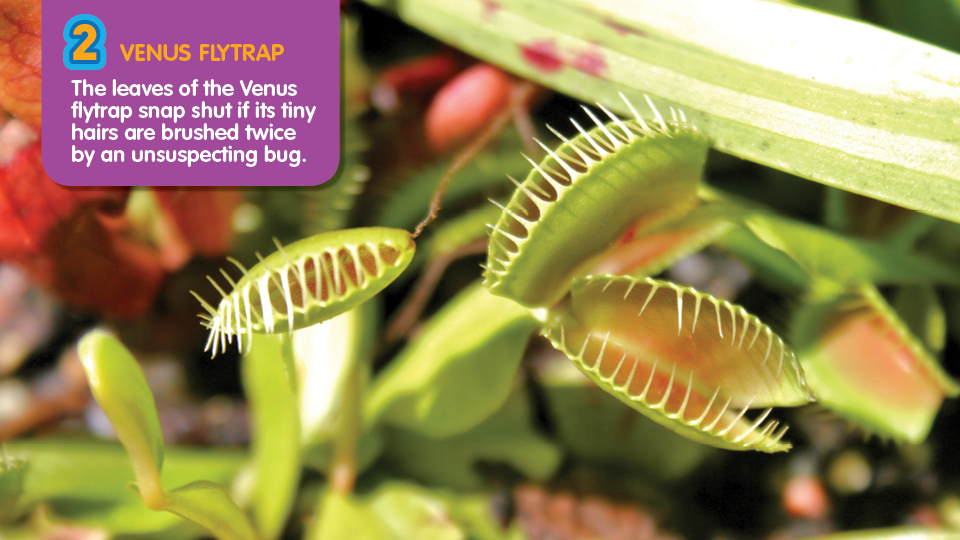 2 VENUS FLYTRAP
The leaves of the Venus
flytrap snap shut if its tiny
hairs are brushed twice
by an unsuspecting bug.